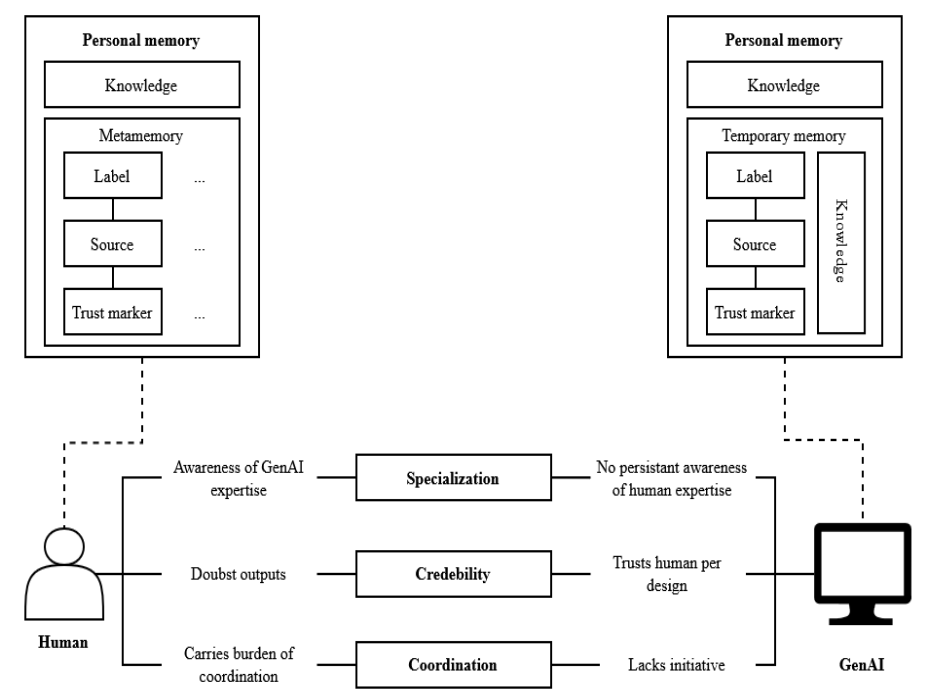 Personal memory
Knowledge
Metamemory
Label
...
Source
...
Trust marker
...
Personal memory
Knowledge
Temporary memory
Label
Source
Trust marker
Knowledge
Awareness of GenAI
expertise
Specialization
No persistant awareness
of human expertise
Doubst outputs
Credebility
Trusts human per
design
Carries burden of
coordination
Coordination
Lacks initiative
Human
GenAI